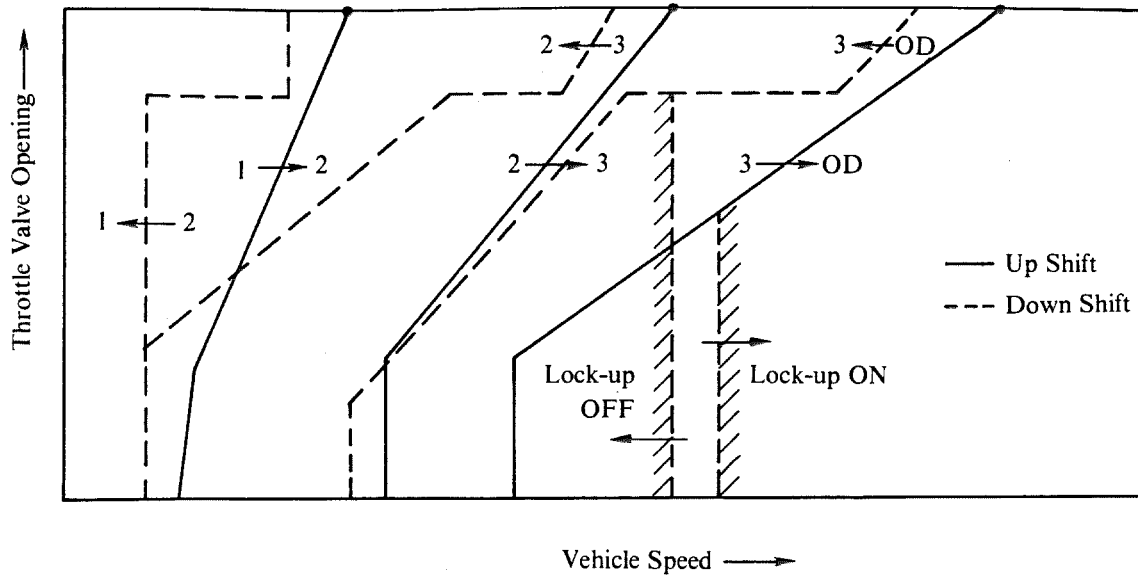 2 3
3 OD
1 2
2 3
3 OD
1 2
Up Shift
Down Shift
Lock-up
OFF
Lock-up ON
Throttle Valve Opening
Vehicle Speed